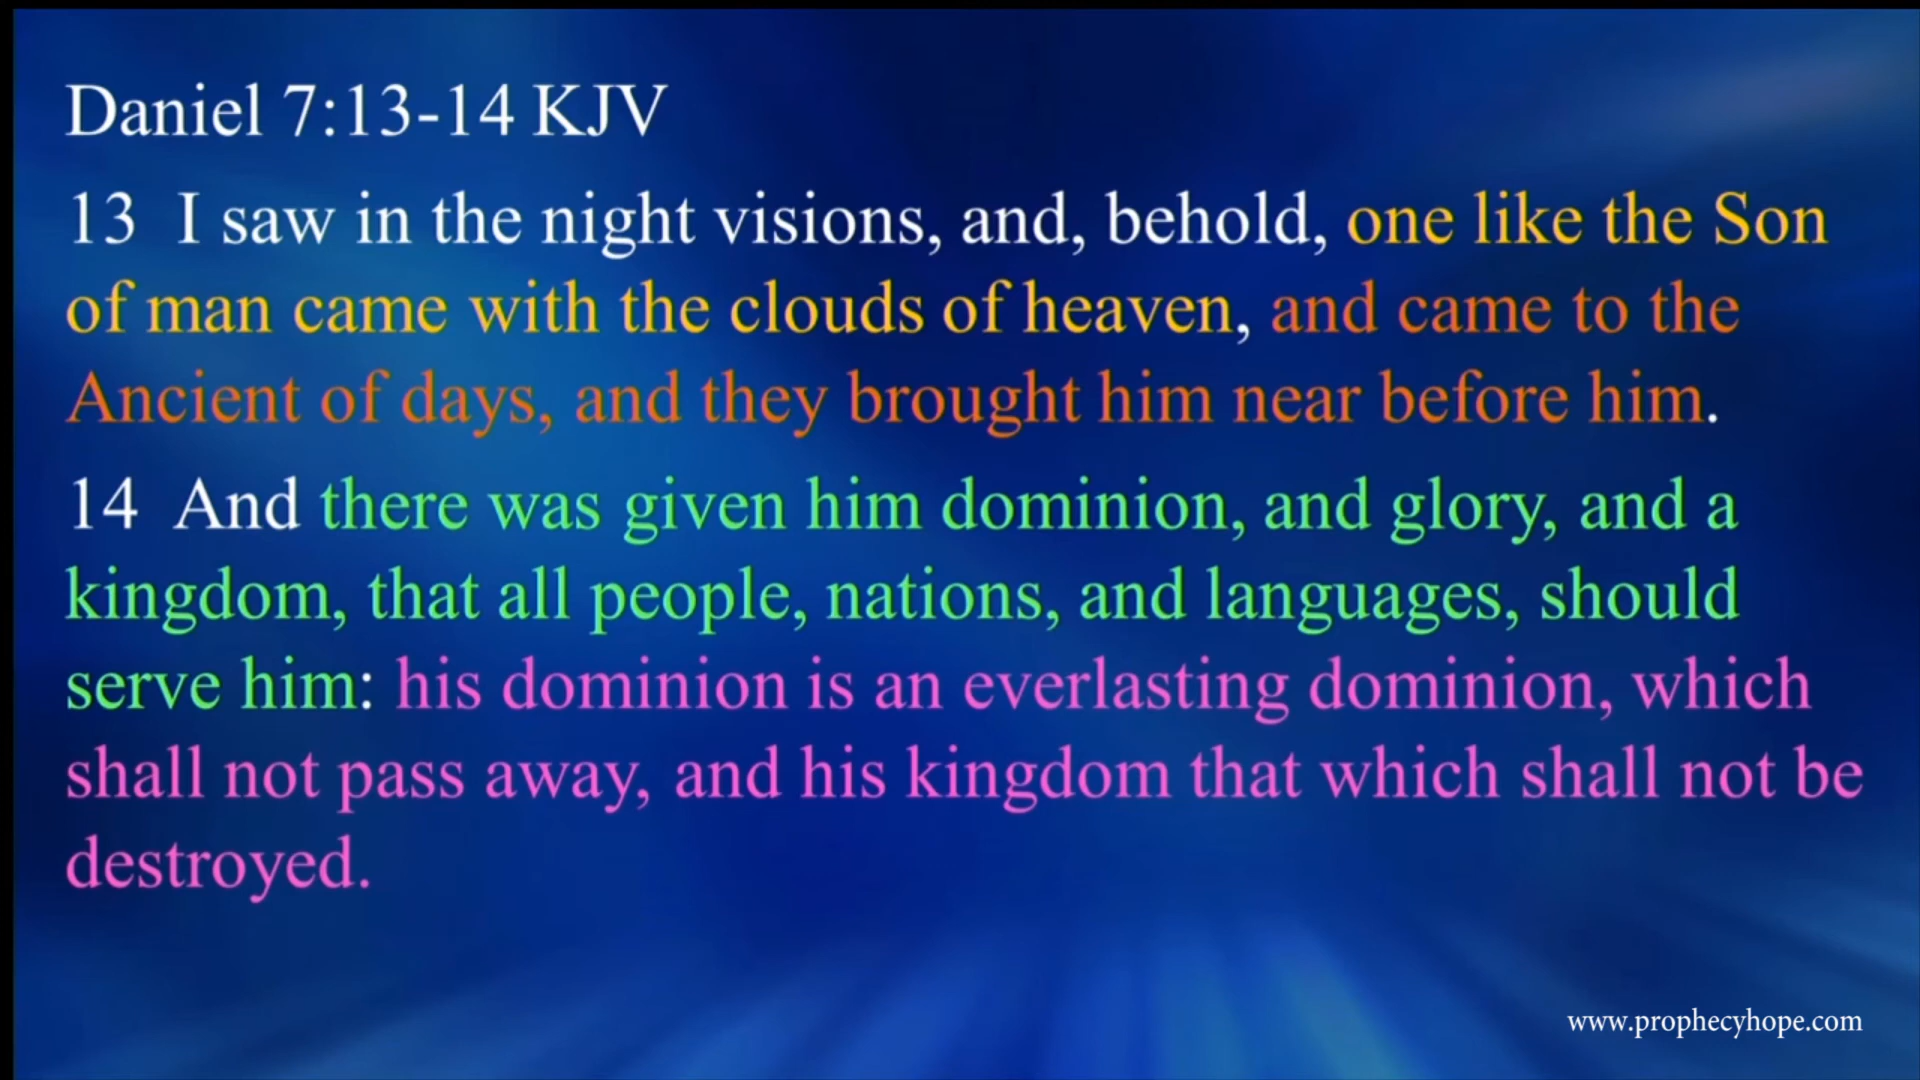 Daniel 7:13-14 KJV
13 I saw in the night visions, and, behold, one like the Son
of man came with the clouds of heaven, and came to the
Ancient of days, and they brought him near before him.
14 And there was given him dominion, and glory, and a
kingdom, that all people, nations, and languages, should
serve him: his dominion is an everlasting dominion, which
shall not pass away, and his kingdom that which shall not be
destroyed.
www.prophecyhope.com